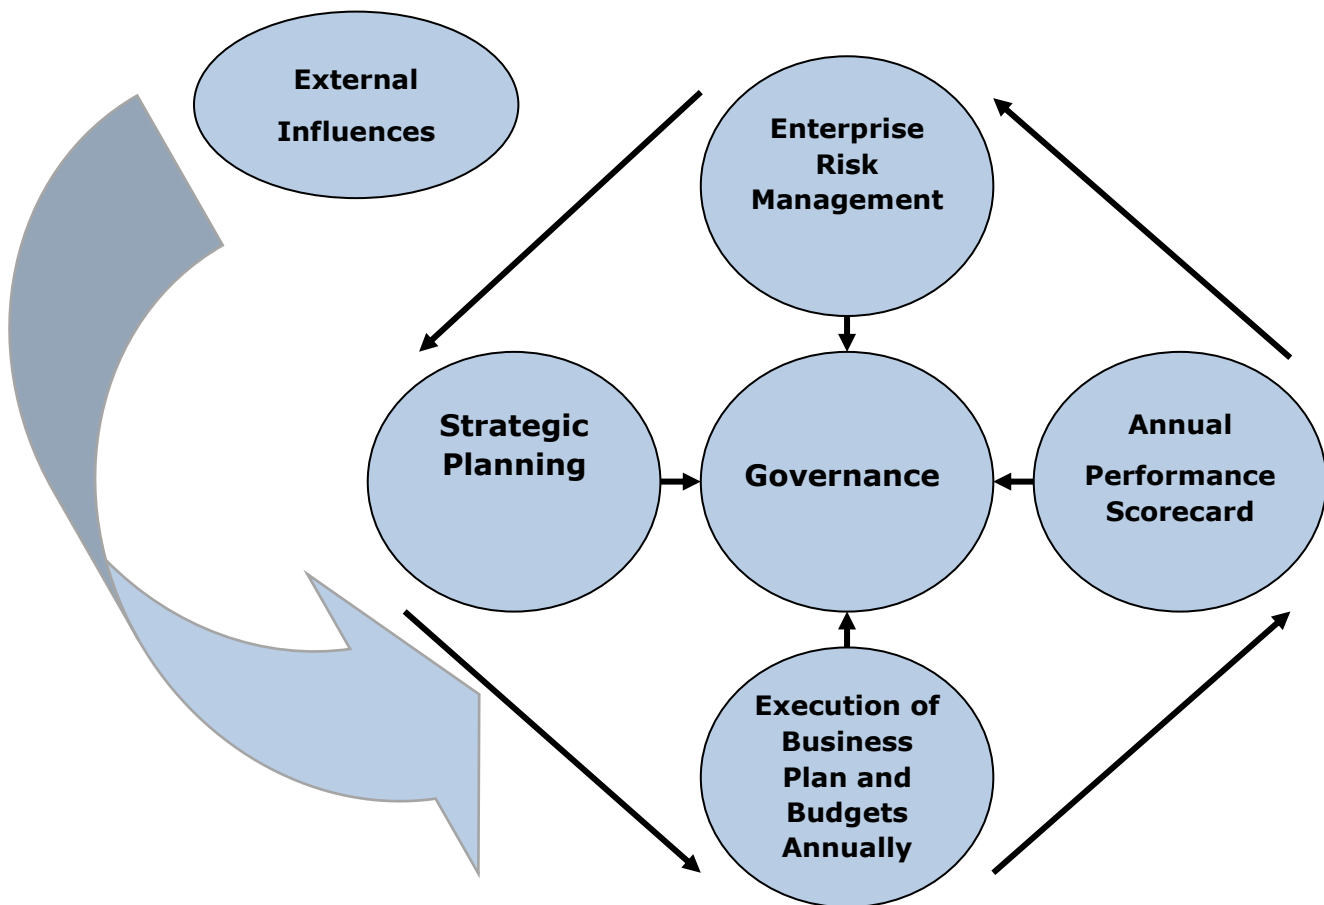 External
Influences
Enterprise
Risk
Management
Strategic
Planning
Governance
Annual
Performance
Scorecard
Execution of
Business
Plan and
Budgets
Annually